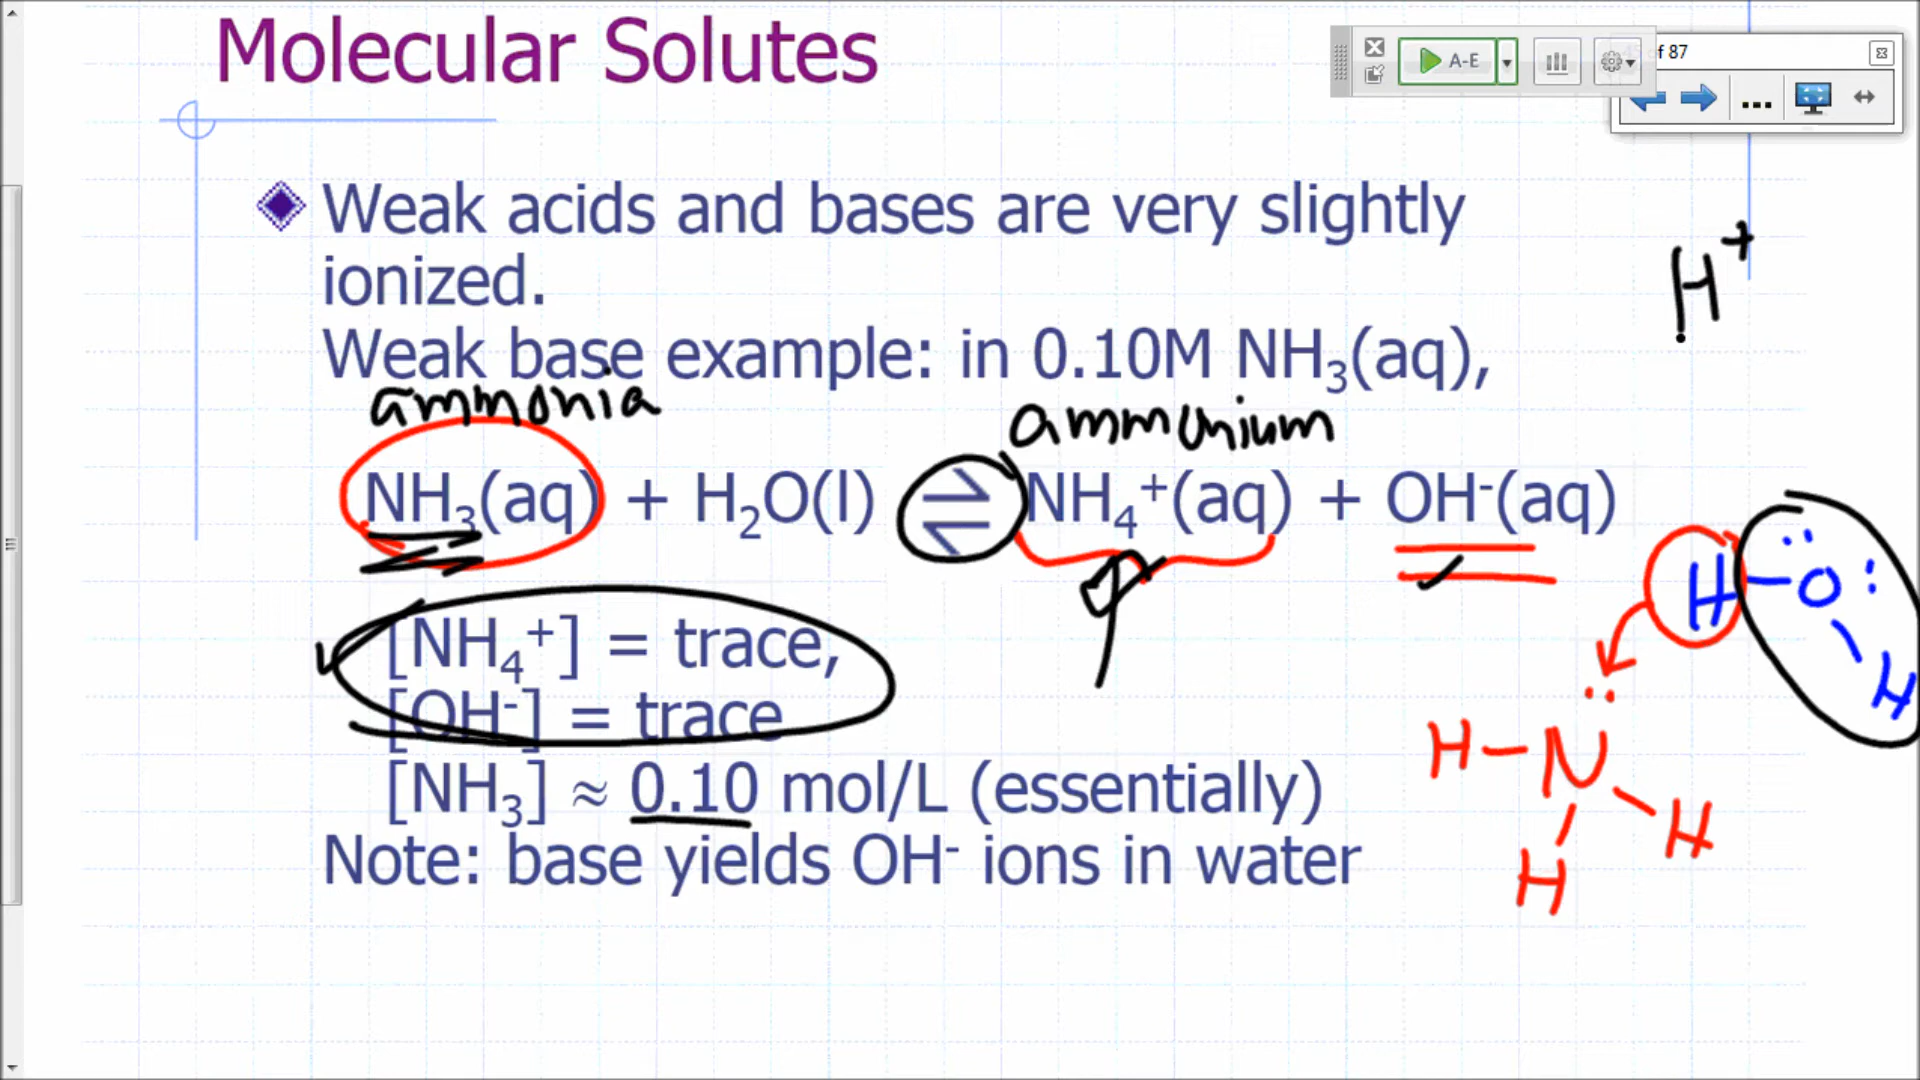 Molecular Solutes
A-E
of 87
...
Weak acids and bases are very slightly
ionized.
H⁺
Weak base example: in 0.10M NH₃(aq),
ammonia
ammunium
NH₃(aq) + H₂O(l) ⇌ NH₄⁺(aq) + OH⁻(aq)
H–O
H
[NH₄⁺] = trace,
[OH⁻] = trace
H–N
H
H
[NH₃] ≈ 0.10 mol/L (essentially)
Note: base yields OH⁻ ions in water